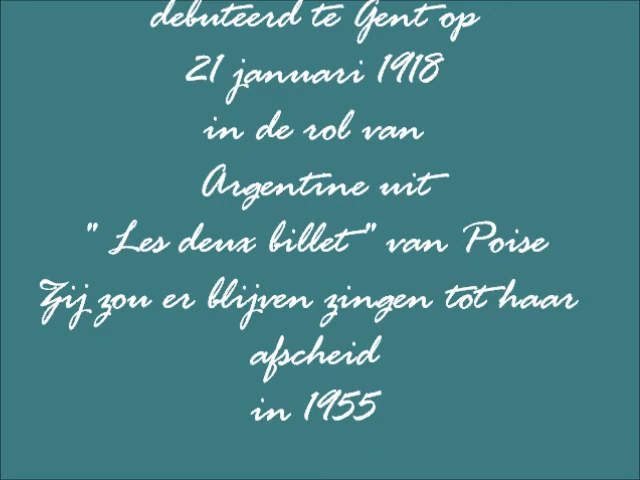 debuteerd te Gent op
21 januari 1918
in de rol van
Argentine uit
" Les deux billet " van Poise
Zij zou er blijven zingen tot haar
afscheid
in 1955